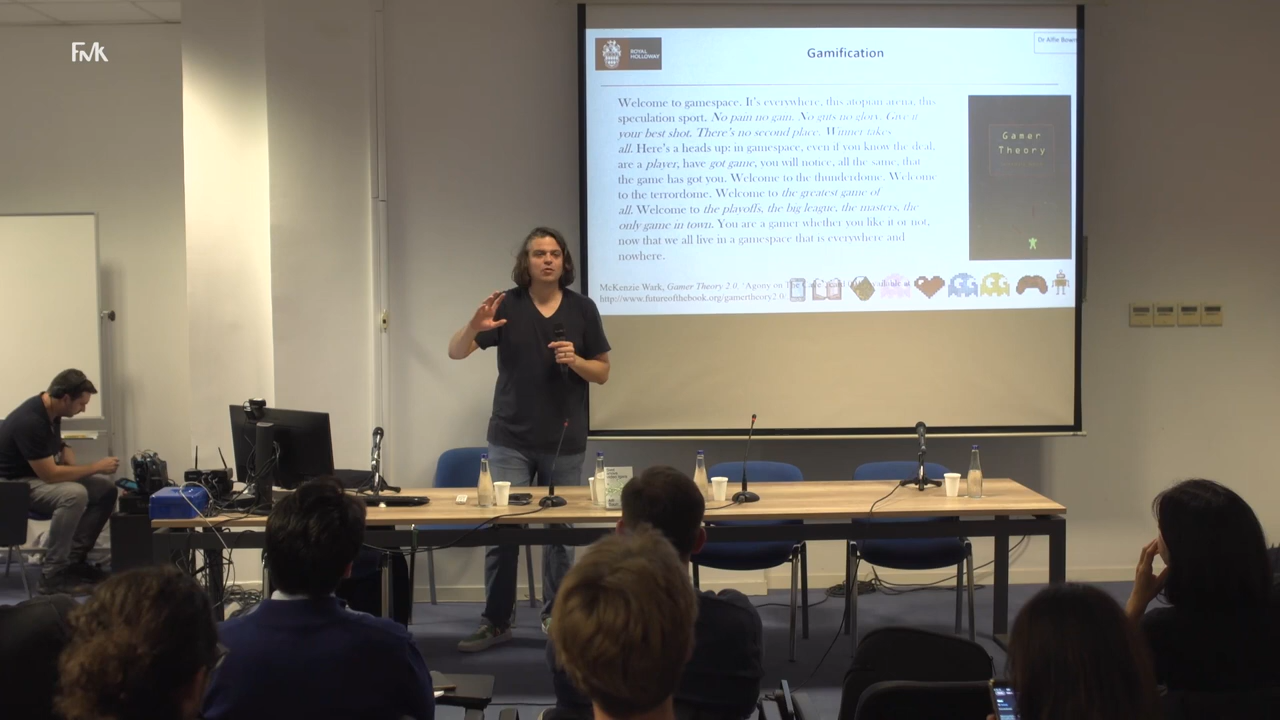 FMK
ROYAL
HOLLOWAY
Gamification
Dr Alfie Bown
Welcome to gamespace. It's everywhere, this atopian arena, this
speculation sport. No pain no gain. No guts no glory. Give it
your best shot. There's no second place. Winner takes
all. Here's a heads up: in gamespace, even if you know the deal,
are a player, have got game, you will notice, all the same, that
the game has got you. Welcome to the thunderdome. Welcome
to the terrordome. Welcome to the greatest game of
all. Welcome to the playoffs, the big league, the masters, the
only game in town. You are a gamer whether you like it or not,
now that we all live in a gamespace that is everywhere and
nowhere.
Gamer
Theory
McKenzie Wark, Gamer Theory 2.0, 'Agony on The Cave'
http://www.futureofthebook.org/gamertheory2.0